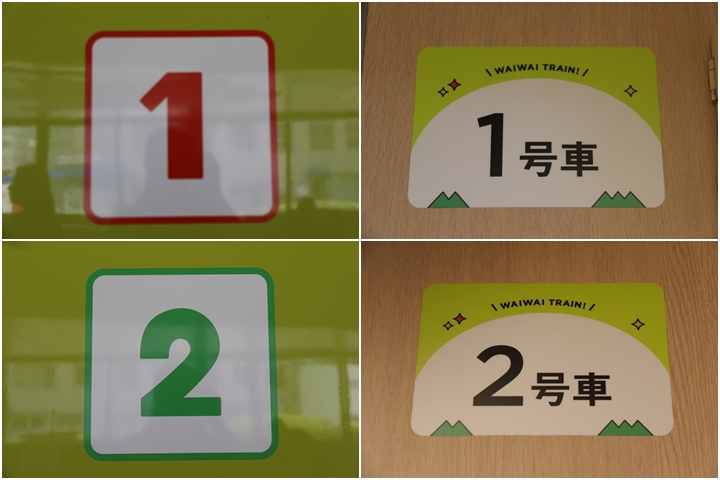 1
\ WAIWAI TRAIN! /
1号車
2
\ WAIWAI TRAIN! /
2号車